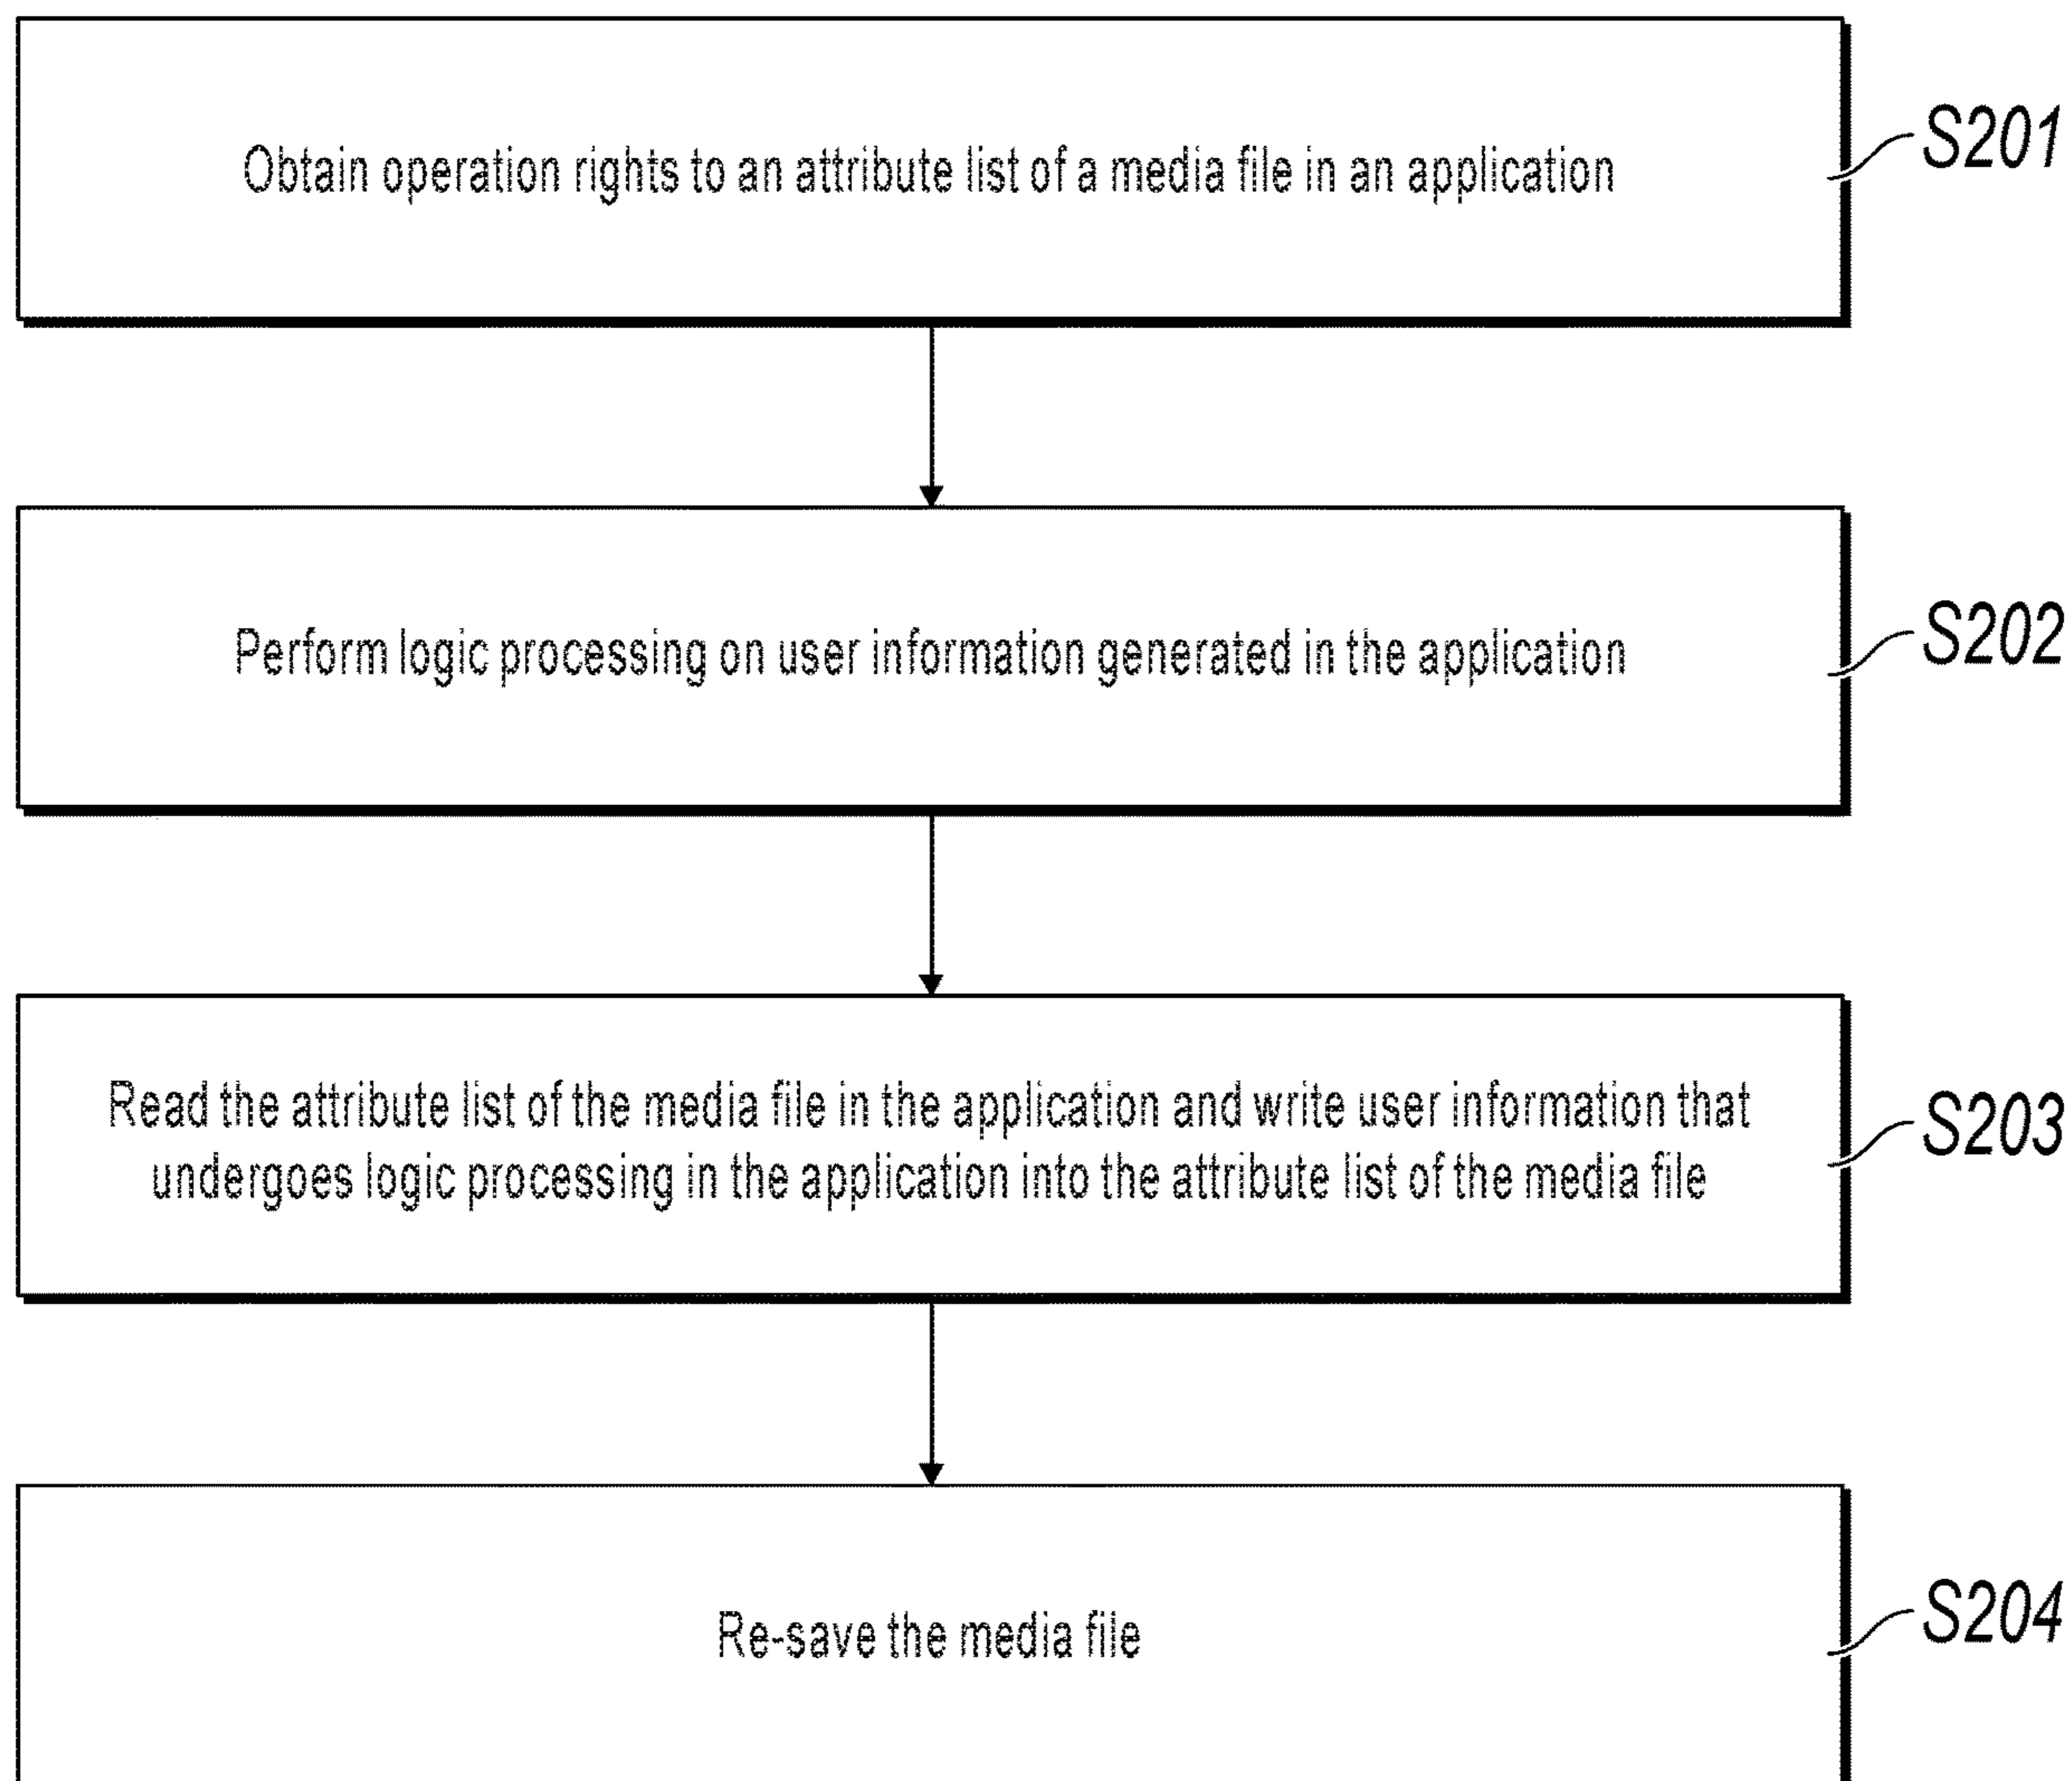 Obtain operation rights to an attribute list of a media file in an application
S201
Perform logic processing on user information generated in the application
S202
Read the attribute list of the media file in the application and write user information that
undergoes logic processing in the application into the attribute list of the media file
S203
Re-save the media file
S204